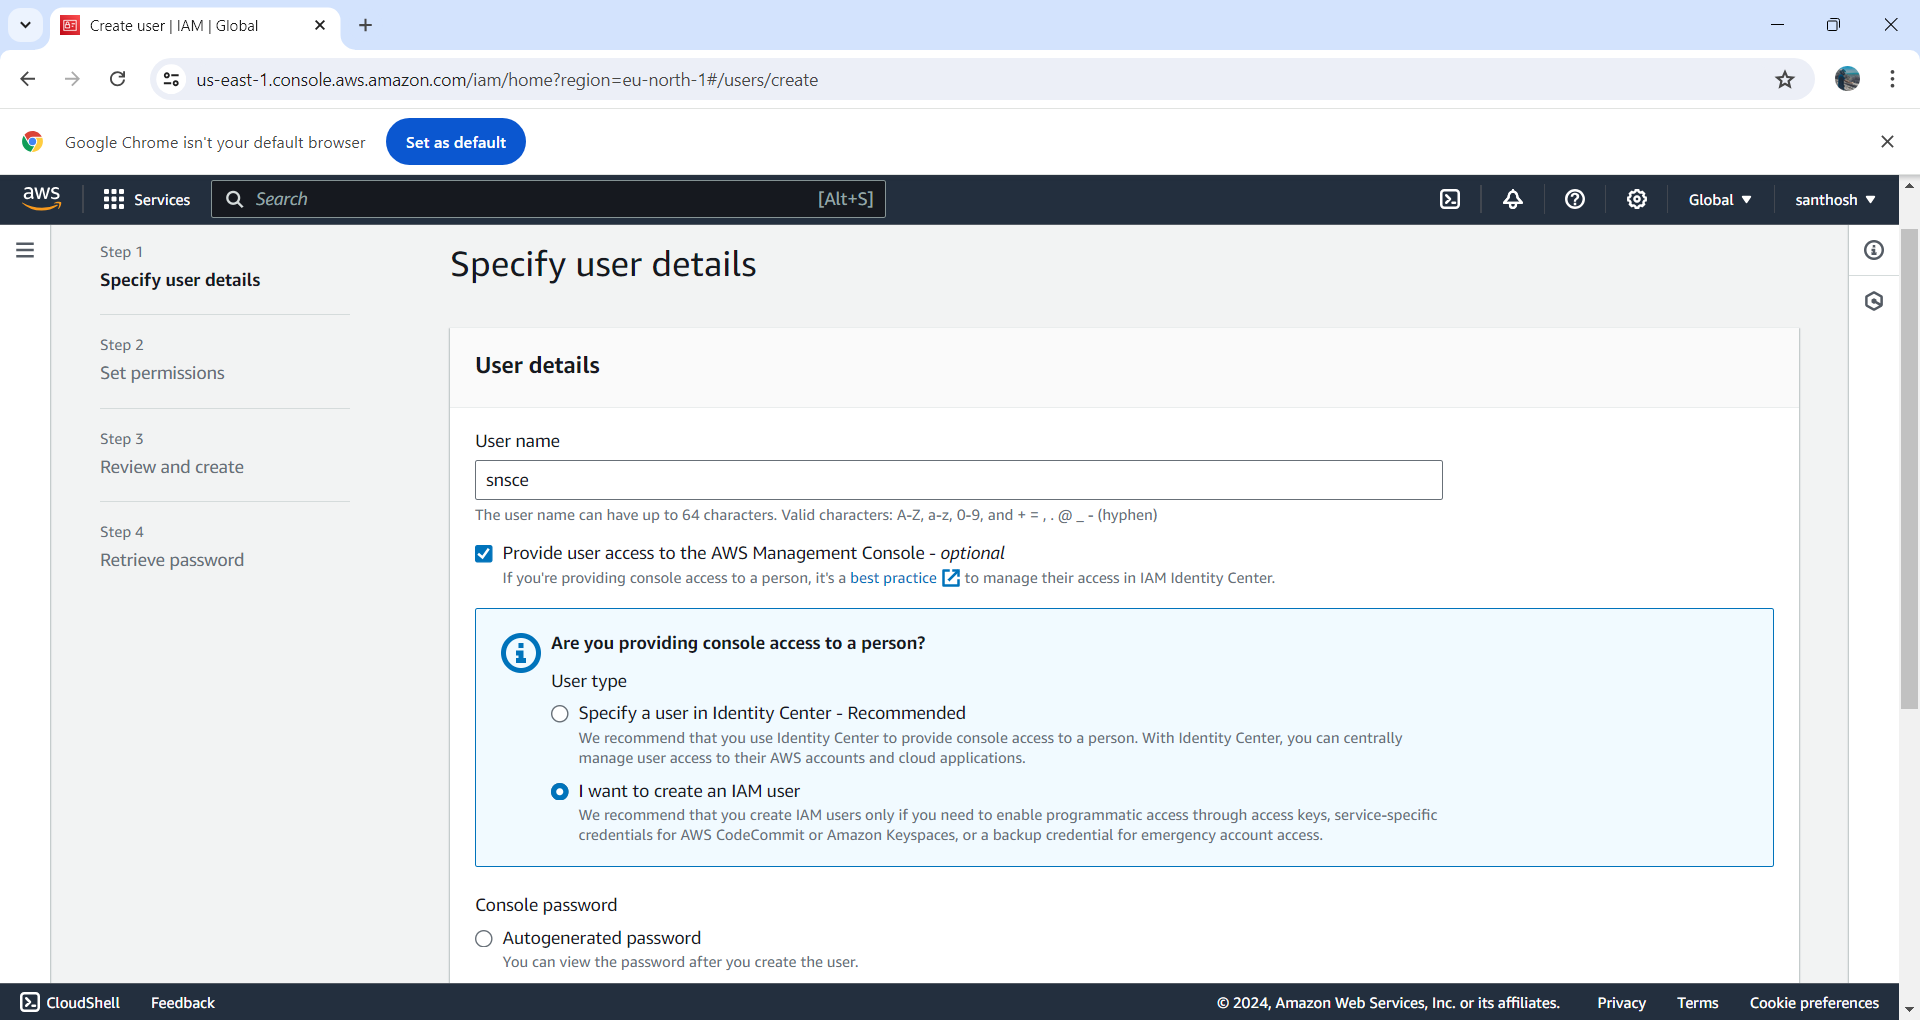 Create user | IAM | Global
us-east-1.console.aws.amazon.com/iam/home?region=eu-north-1#/users/create
Google Chrome isn't your default browser
Set as default
aws
Services
Search
[Alt+S]
Global
santhosh
Step 1
Specify user details
Step 2
Set permissions
Step 3
Review and create
Step 4
Retrieve password
Specify user details
User details
User name
snsce
The user name can have up to 64 characters. Valid characters: A-Z, a-z, 0-9, and + = , . @ _ - (hyphen)
Provide user access to the AWS Management Console - optional
If you're providing console access to a person, it's a best practice to manage their access in IAM Identity Center.
Are you providing console access to a person?
User type
Specify a user in Identity Center - Recommended
We recommend that you use Identity Center to provide console access to a person. With Identity Center, you can centrally
manage user access to their AWS accounts and cloud applications.
I want to create an IAM user
We recommend that you create IAM users only if you need to enable programmatic access through access keys, service-specific
credentials for AWS CodeCommit or Amazon Keyspaces, or a backup credential for emergency account access.
Console password
Autogenerated password
You can view the password after you create the user.
CloudShell
Feedback
© 2024, Amazon Web Services, Inc. or its affiliates.
Privacy
Terms
Cookie preferences